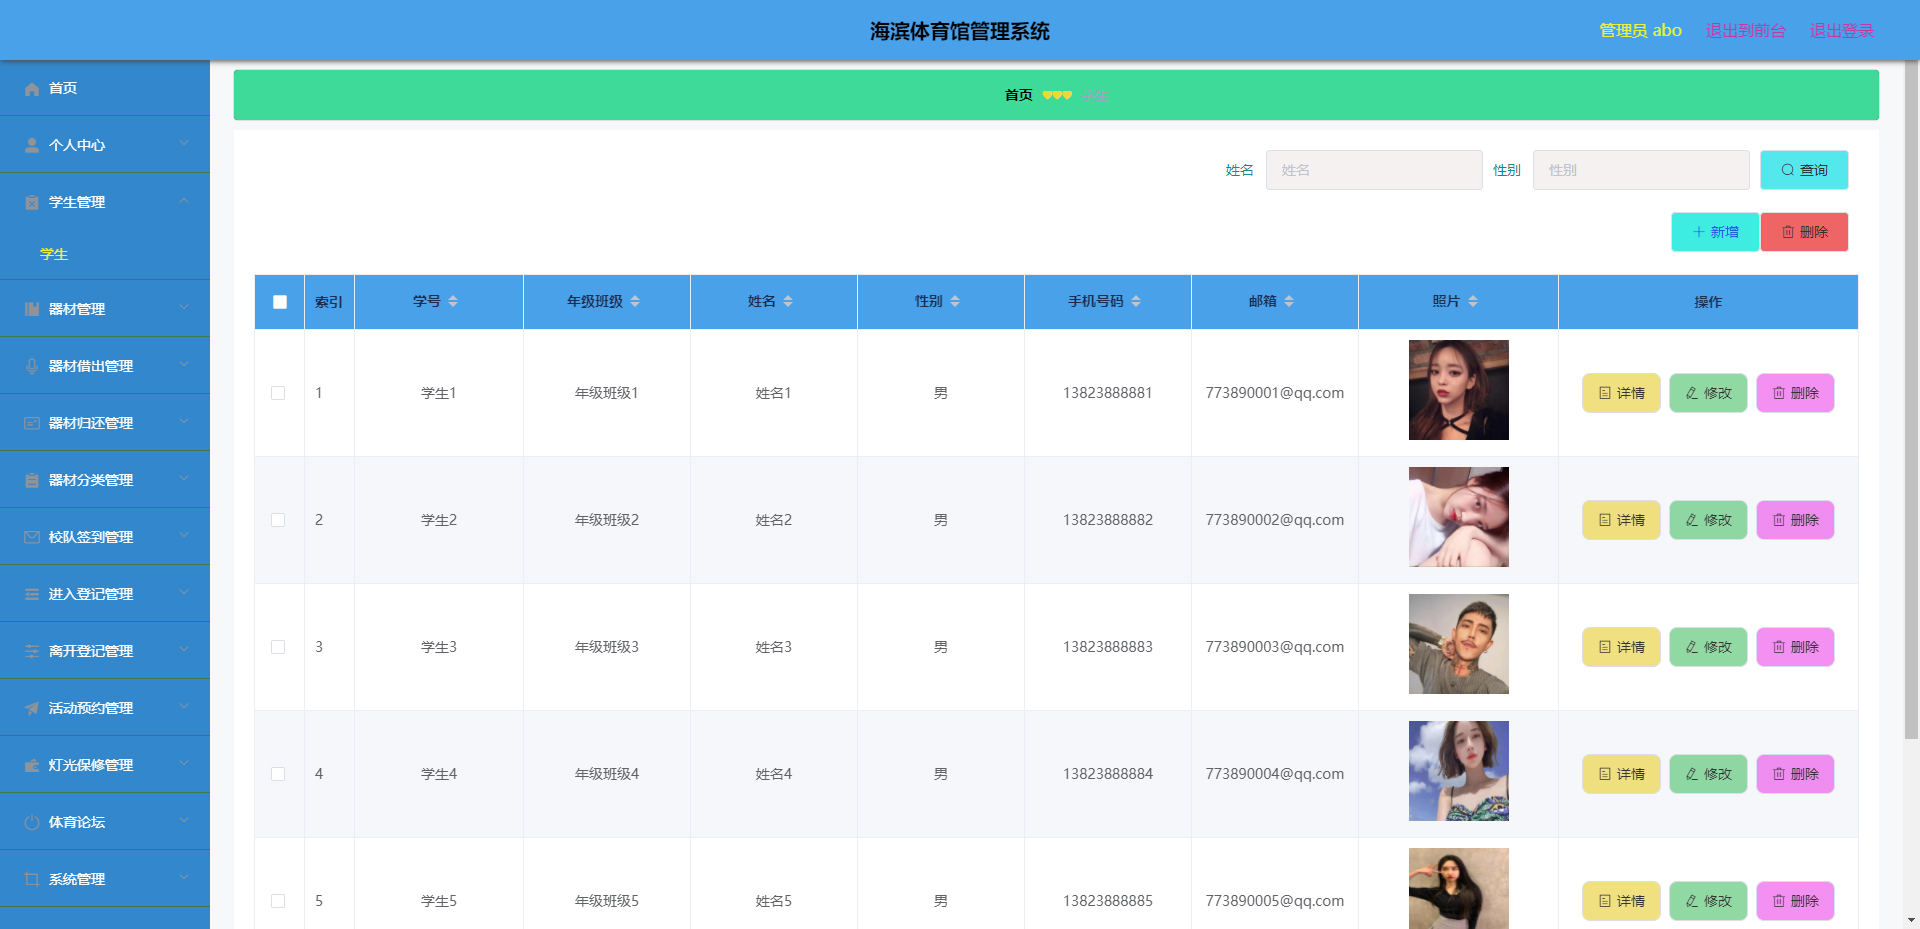 海滨体育馆管理系统
管理员 abo 退出到前台 退出登录
首页
个人中心
学生管理
学生
器材管理
器材借出管理
器材归还管理
器材分类管理
校队签到管理
进入登记管理
离开登记管理
活动预约管理
灯光保修管理
体育论坛
系统管理
首页 学生
姓名 姓名 性别 性别 查询
新增 删除
索引 学号 年级班级 姓名 性别 手机号码 邮箱 照片 操作
1 学生1 年级班级1 姓名1 男 13823888881 773890001@qq.com 详情 修改 删除
2 学生2 年级班级2 姓名2 男 13823888882 773890002@qq.com 详情 修改 删除
3 学生3 年级班级3 姓名3 男 13823888883 773890003@qq.com 详情 修改 删除
4 学生4 年级班级4 姓名4 男 13823888884 773890004@qq.com 详情 修改 删除
5 学生5 年级班级5 姓名5 男 13823888885 773890005@qq.com 详情 修改 删除